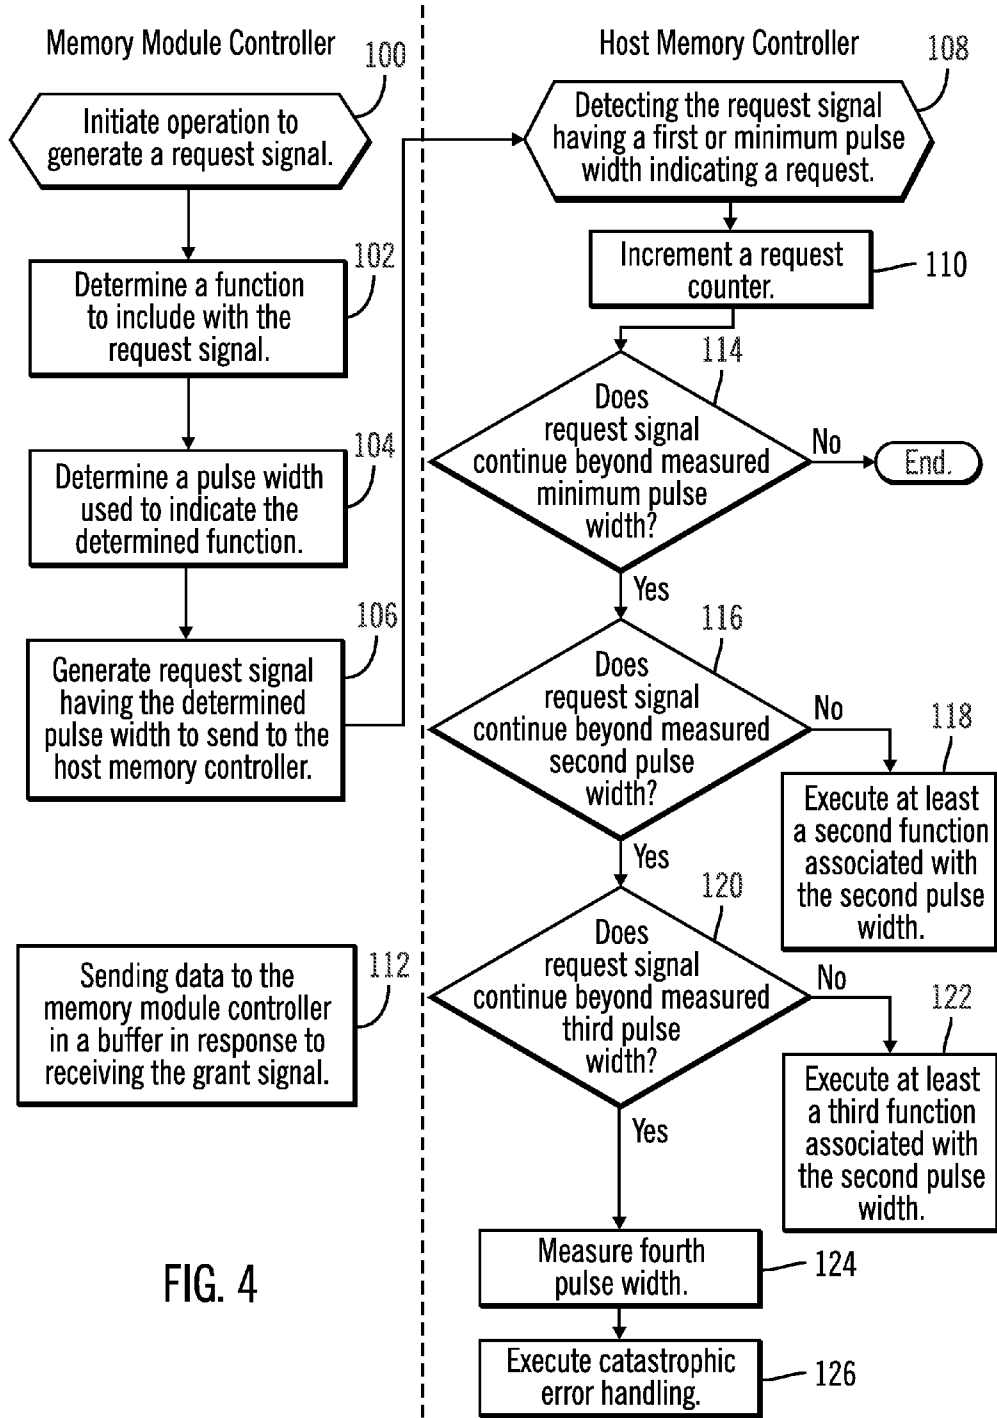 Memory Module Controller
100
Initiate operation to
generate a request signal.
102
Determine a function
to include with the
request signal.
104
Determine a pulse width
used to indicate the
determined function.
106
Generate request signal
having the determined
pulse width to send to the
host memory controller.
112
Sending data to the
memory module controller
in a buffer in response to
receiving the grant signal.
FIG. 4
Host Memory Controller
108
Detecting the request signal
having a first or minimum pulse
width indicating a request.
Increment a request
counter.
110
114
Does
request signal
continue beyond measured
minimum pulse
width?
No
End.
Yes
116
Does
request signal
continue beyond measured
second pulse
width?
No
118
Execute at least
a second function
associated with
the second pulse
width.
Yes
120
Does
request signal
continue beyond measured
third pulse
width?
No
122
Execute at least
a third function
associated with
the second pulse
width.
Yes
Measure fourth
pulse width.
124
Execute catastrophic
error handling.
126